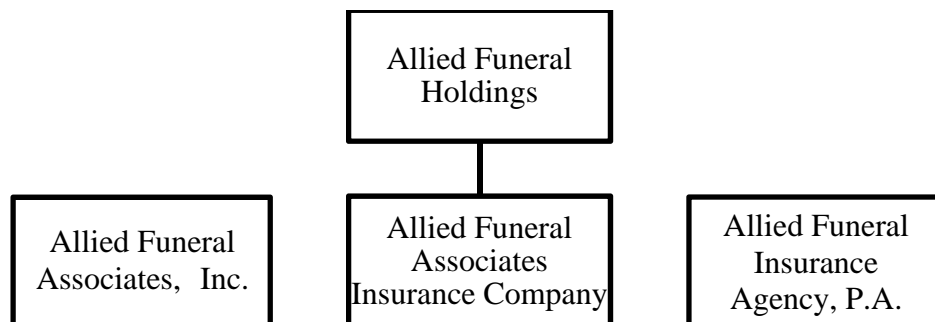 Allied Funeral
Holdings
Allied Funeral
Associates, Inc.
Allied Funeral
Associates
Insurance Company
Allied Funeral
Insurance
Agency, P.A.